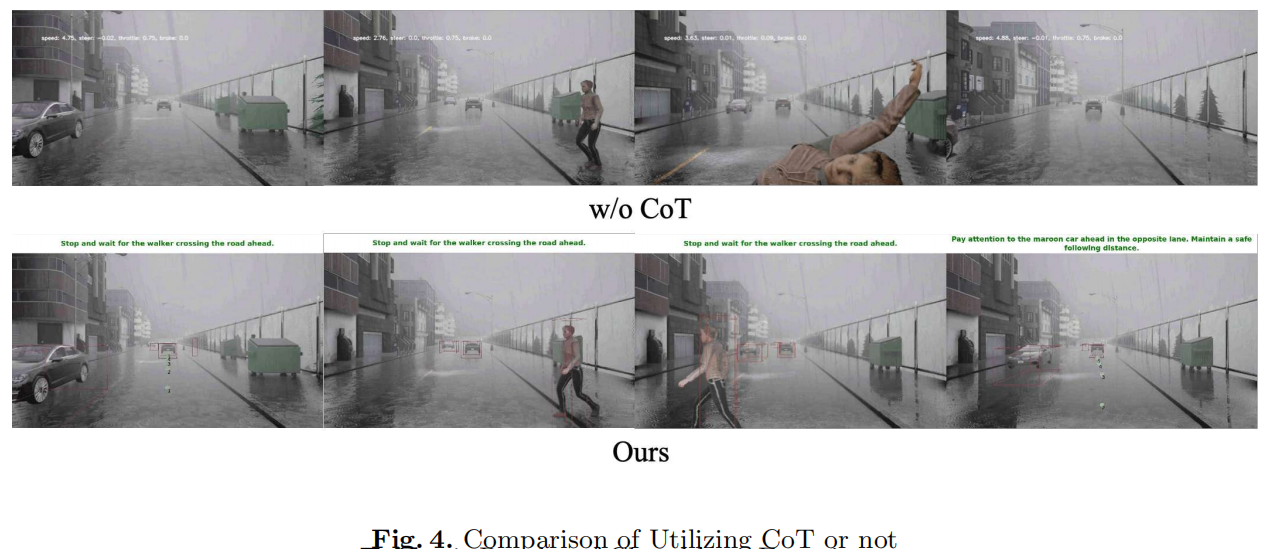 speed: 4.75, steer: −0.02, throttle: 0.75, brake: 0.0
speed: 2.76, steer: 0.0, throttle: 0.75, brake: 0.0
speed: 3.63, steer: 0.01, throttle: 0.09, brake: 0.0
speed: 4.88, steer: −0.01, throttle: 0.75, brake: 0.0
w/o CoT
Stop and wait for the walker crossing the road ahead.
Stop and wait for the walker crossing the road ahead.
Stop and wait for the walker crossing the road ahead.
Pay attention to the maroon car ahead in the opposite lane. Maintain a safe
following distance.
Ours
Fig. 4. Comparison of Utilizing CoT or not